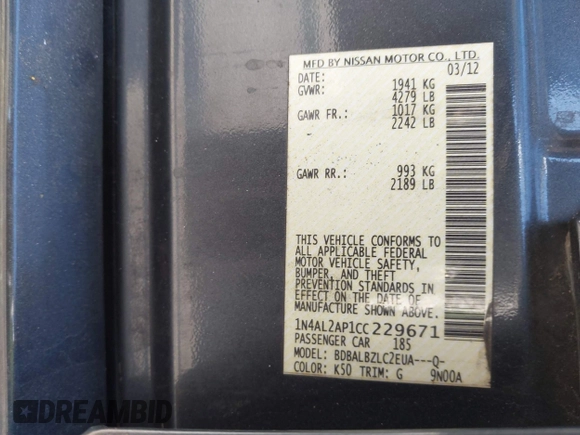 MFD BY NISSAN MOTOR CO., LTD.
DATE: 03/12
GVWR: 1941 KG
4279 LB
GAWR FR.: 1017 KG
2242 LB
GAWR RR.: 993 KG
2189 LB
THIS VEHICLE CONFORMS TO
ALL APPLICABLE FEDERAL
MOTOR VEHICLE SAFETY,
BUMPER, AND THEFT
PREVENTION STANDARDS IN
EFFECT ON THE DATE OF
MANUFACTURE SHOWN ABOVE.
1N4AL2AP1CC229671
PASSENGER CAR 185
MODEL: BDBALBZLC2EUA---Q-
COLOR: K50 TRIM: G 9N00A
DREAMBID